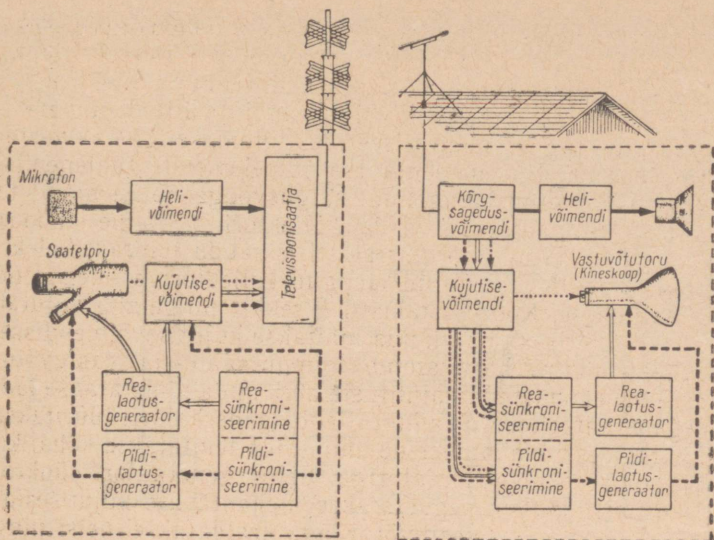 Mikrofon
Heli-
võimendi
Televisioonisaatja
Saatetoru
Kujutise-
võimendi
Rea-
laotus-
generaator
Rea-
sünkroni-
seerimine
Pildi-
laotus-
generaator
Pildi-
sünkroni-
seerimine
Kõrg-
sagedus-
võimendi
Heli-
võimendi
Kujutise-
võimendi
Vastuvõtutoru
(Kineskoop)
Rea-
sünkroni-
seerimine
Rea-
laotus-
generaator
Pildi-
sünkroni-
seerimine
Pildi-
laotus-
generaator